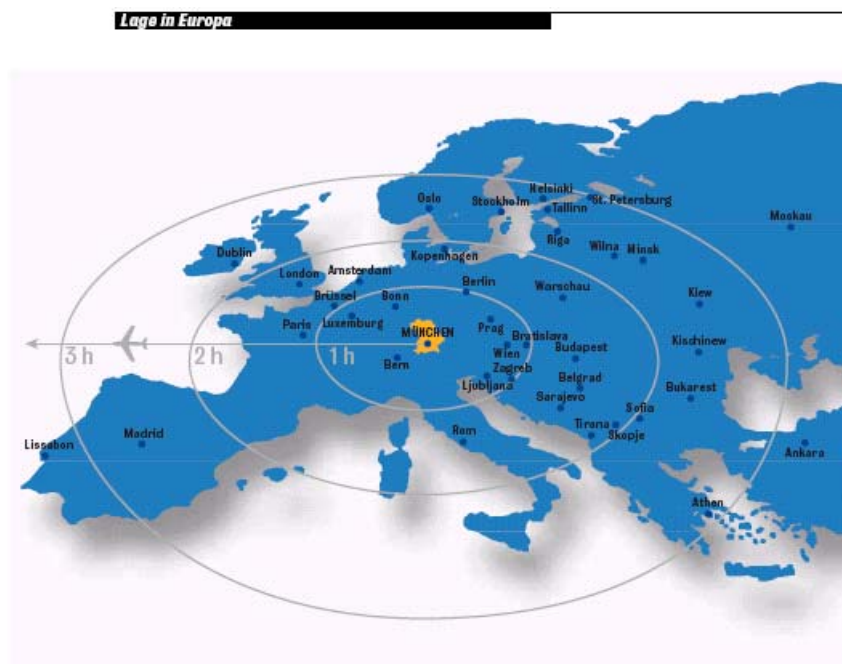 Lage in Europa
Oslo
Stockholm
Helsinki
Tallinn
St. Petersburg
Moskau
Riga
Wilna
Minsk
Dublin
Kopenhagen
London
Amsterdam
Berlin
Warschau
Brüssel
Bonn
Kiew
Paris
Luxemburg
MÜNCHEN
Prag
Bratislava
Wien
Budapest
Kischinew
3 h
2 h
1 h
Bern
Zagreb
Ljubljana
Belgrad
Bukarest
Sarajevo
Sofia
Tirana
Skopje
Lissabon
Madrid
Rom
Ankara
Athen